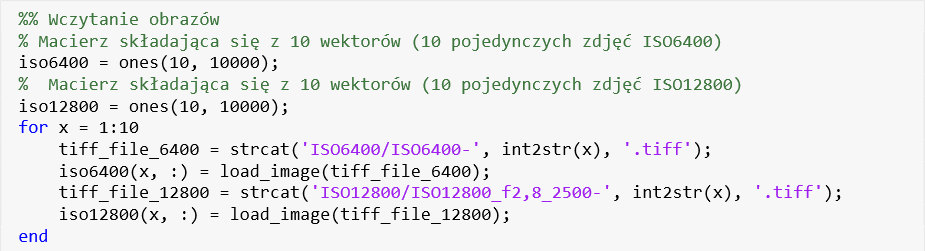 %% Wczytanie obrazów
% Macierz składająca się z 10 wektorów (10 pojedynczych zdjęć ISO6400)
iso6400 = ones(10, 10000);
%  Macierz składająca się z 10 wektorów (10 pojedynczych zdjęć ISO12800)
iso12800 = ones(10, 10000);
for x = 1:10
    tiff_file_6400 = strcat('ISO6400/ISO6400-', int2str(x), '.tiff');
    iso6400(x, :) = load_image(tiff_file_6400);
    tiff_file_12800 = strcat('ISO12800/ISO12800_f2,8_2500-', int2str(x), '.tiff');
    iso12800(x, :) = load_image(tiff_file_12800);
end